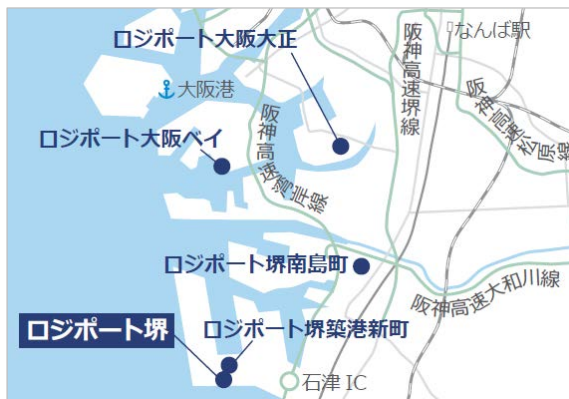 ロジポート大阪大正
なんば駅
阪神高速堺線
大阪港
阪神高速松原線
阪神高速湾岸線
ロジポート大阪ベイ
ロジポート堺南島町
阪神高速大和川線
ロジポート堺
ロジポート堺築港新町
石津 IC